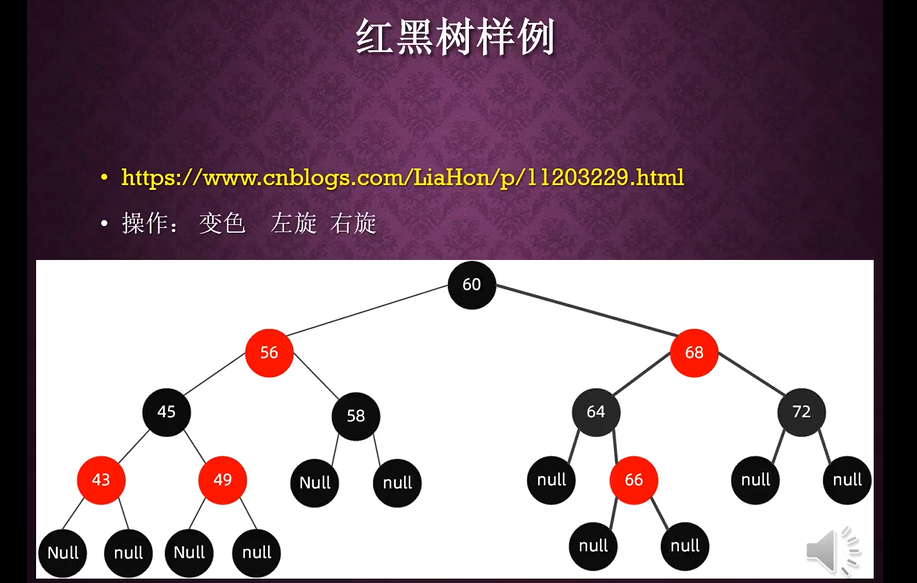 红黑树样例
• https://www.cnblogs.com/LiaHon/p/11203229.html
• 操作： 变色 左旋 右旋
60
56 68
45 58 64 72
43 49 Null null null 66 null null
Null null Null null null null